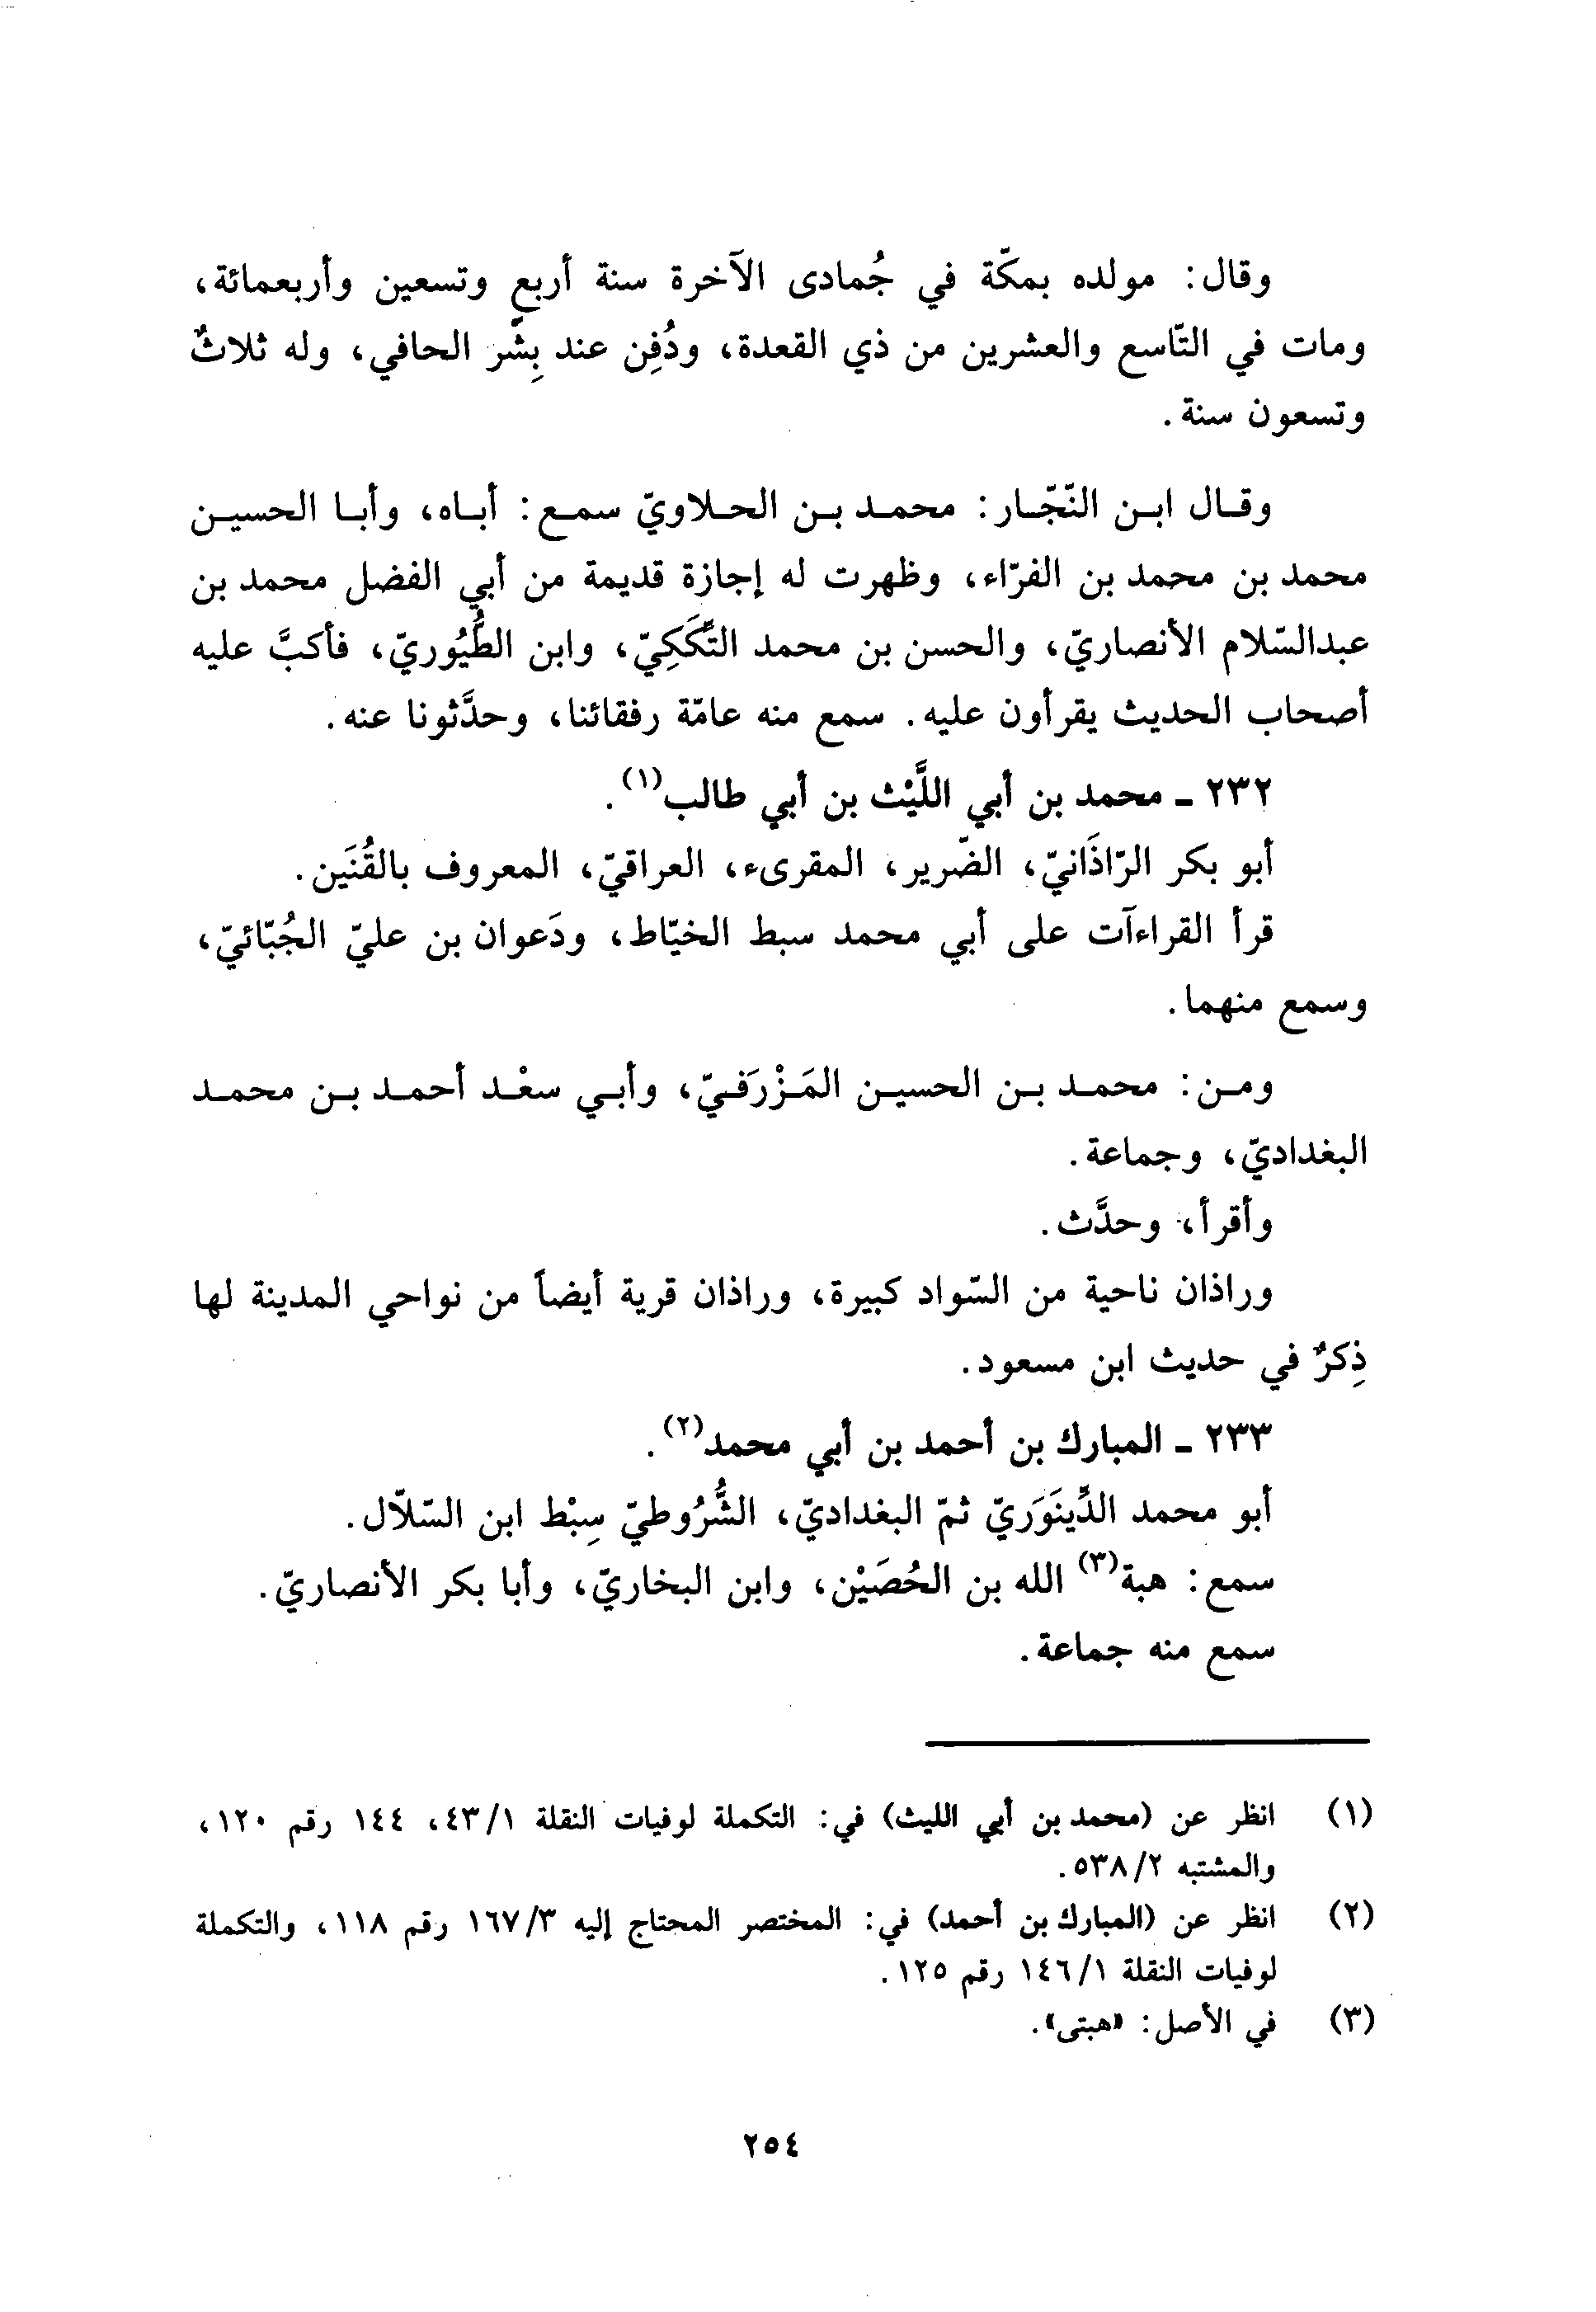 وقال: مولده بمكّة في جُمادى الآخرة سنة أربعٍ وتسعين وأربعمائة،
ومات في التّاسع والعشرين من ذي القعدة، ودُفِن عند بِشْر الحافي، وله ثلاثٌ
وتسعون سنة.
وقال ابن النّجّار: محمد بن الحلاويّ سمع: أباه، وأبا الحسين
محمد بن محمد بن الفرّاء، وظهرت له إجازة قديمة من أبي الفضل محمد بن
عبدالسّلام الأنصاريّ، والحسن بن محمد التِّكَكِيّ، وابن الطُّيُوريّ، فأكبَّ عليه
أصحاب الحديث يقرأون عليه. سمع منه عامّة رفقائنا، وحدَّثونا عنه.
٢٣٢ - محمد بن أبي اللَّيْث بن أبي طالب(١).
أبو بكر الرّاذَانيّ، الضّرير، المقرىء، العراقيّ، المعروف بالقُنَين.
قرأ القراءآت على أبي محمد سبط الخيّاط، ودَعوان بن عليّ الجُبّائيّ،
وسمع منهما.
ومن: محمد بن الحسين المَزْرَفيّ، وأبي سعْد أحمد بن محمد
البغداديّ، وجماعة.
وأقرأ، وحدَّث.
وراذان ناحية من السّواد كبيرة، وراذان قرية أيضاً من نواحي المدينة لها
ذِكرٌ في حديث ابن مسعود.
٢٣٣ - المبارك بن أحمد بن أبي محمد(٢).
أبو محمد الدِّينَوَريّ ثمّ البغداديّ، الشُّرُوطيّ سِبْط ابن السّلاّل.
سمع: هبة(٣) الله بن الحُصَيْن، وابن البخاريّ، وأبا بكر الأنصاريّ.
سمع منه جماعة.
(١) انظر عن (محمد بن أبي الليث) في: التكملة لوفيات النقلة ٤٣/١، ١٤٤ رقم ١٢٠،
والمشتبه ٥٣٨/٢.
(٢) انظر عن (المبارك بن أحمد) في: المختصر المحتاج إليه ١٦٧/٣ رقم ١١٨، والتكملة
لوفيات النقلة ١٤٦/١ رقم ١٢٥.
(٣) في الأصل: «هبتى».
٢٥٤